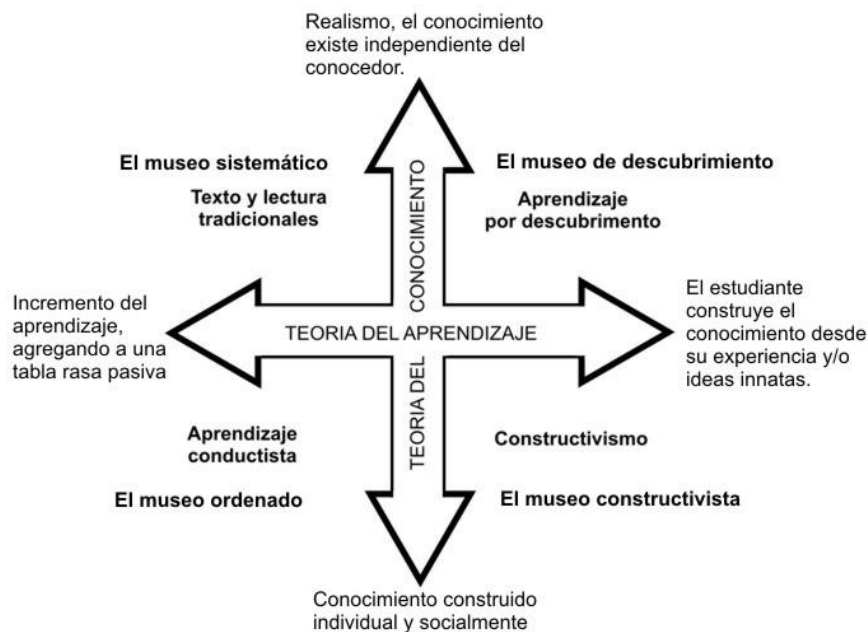 Realismo, el conocimiento
existe independiente del
conocedor.
El museo sistemático
Texto y lectura
tradicionales
El museo de descubrimiento
Aprendizaje
por descubrimento
Incremento del
aprendizaje,
agregando a una
tabla rasa pasiva
TEORIA DEL APRENDIZAJE
TEORIA DEL CONOCIMIENTO
El estudiante
construye el
conocimiento desde
su experiencia y/o
ideas innatas.
Aprendizaje
conductista
El museo ordenado
Constructivismo
El museo constructivista
Conocimiento construido
individual y socialmente